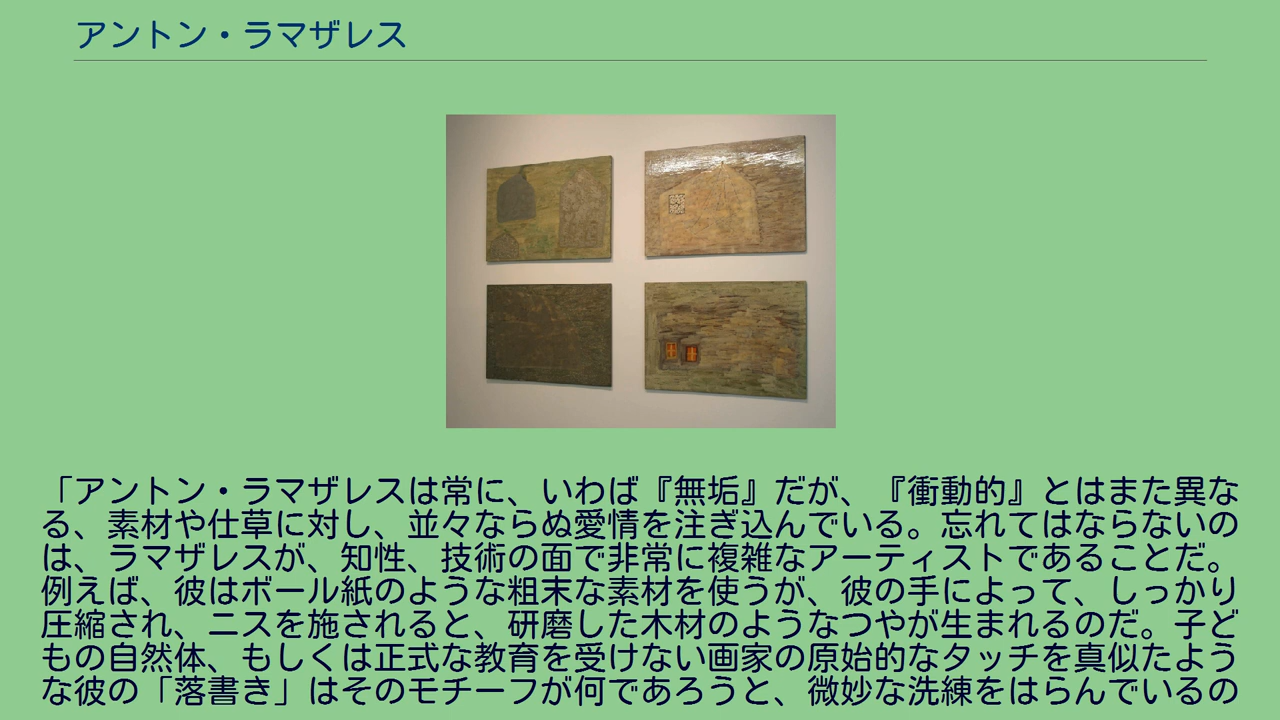 アントン・ラマザレス
「アントン・ラマザレスは常に、いわば『無垢』だが、『衝動的』とはまた異な
る、素材や仕草に対し、並々ならぬ愛情を注ぎ込んでいる。忘れてはならないの
は、ラマザレスが、知性、技術の面で非常に複雑なアーティストであることだ。
例えば、彼はボール紙のような粗末な素材を使うが、彼の手によって、しっかり
圧縮され、ニスを施されると、研磨した木材のようなつやが生まれるのだ。子ど
もの自然体、もしくは正式な教育を受けない画家の原始的なタッチを真似たよう
な彼の「落書き」はそのモチーフが何であろうと、微妙な洗練をはらんでいるの